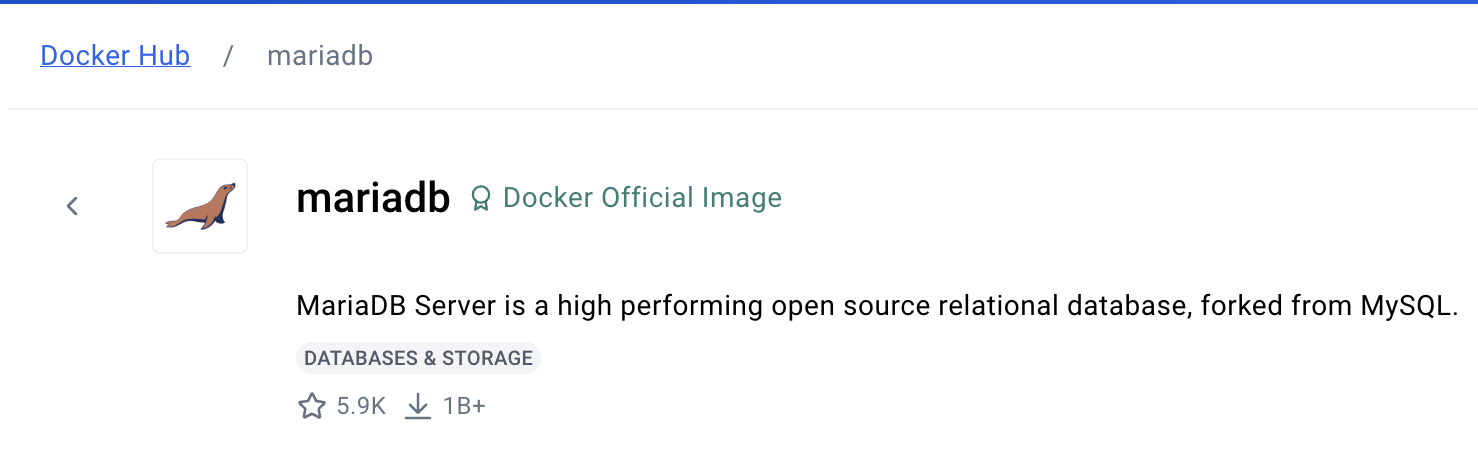 Docker Hub / mariadb
mariadb Docker Official Image
MariaDB Server is a high performing open source relational database, forked from MySQL.
DATABASES & STORAGE
5.9K 1B+